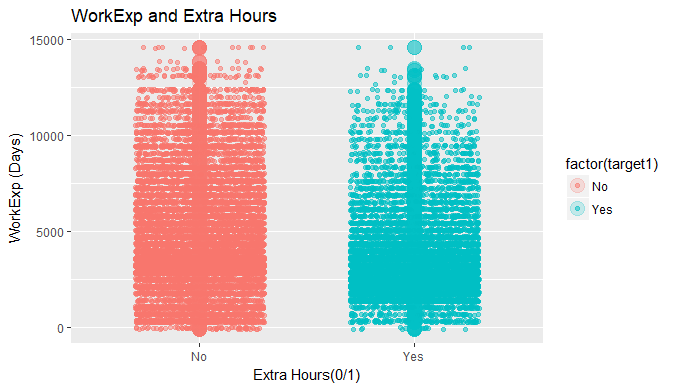 WorkExp and Extra Hours
15000
10000
5000
0
WorkExp (Days)
No
Yes
Extra Hours(0/1)
factor(target1)
No
Yes